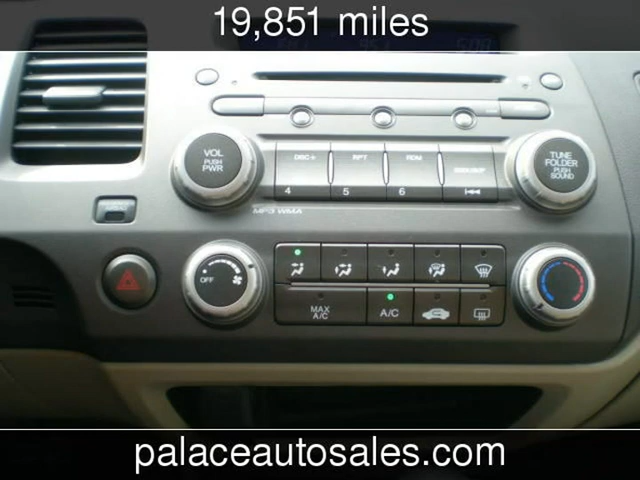 19,851 miles
VOL
PUSH
PWR
DISC+
RPT
RDM
TUNE
FOLDER
PUSH
SOUND
4
5
6
MP3 WMA
OFF
MAX
A/C
A/C
palaceautosales.com